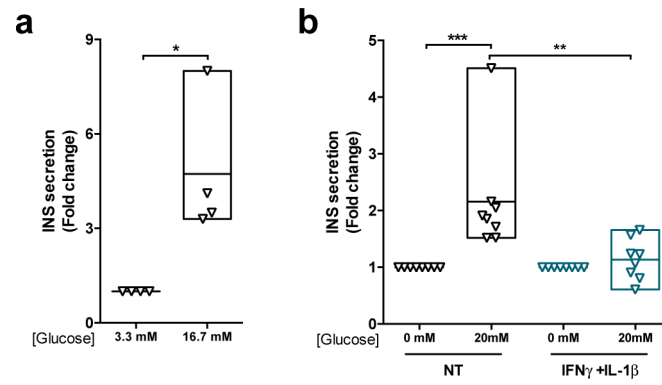 a
INS secretion
(Fold change)
9
6
3
0
*
[Glucose] 3.3 mM 16.7 mM
b
INS secretion
(Fold change)
5
4
3
2
1
0
*** **
[Glucose] 0 mM 20mM 0 mM 20mM
NT IFNγ +IL-1β